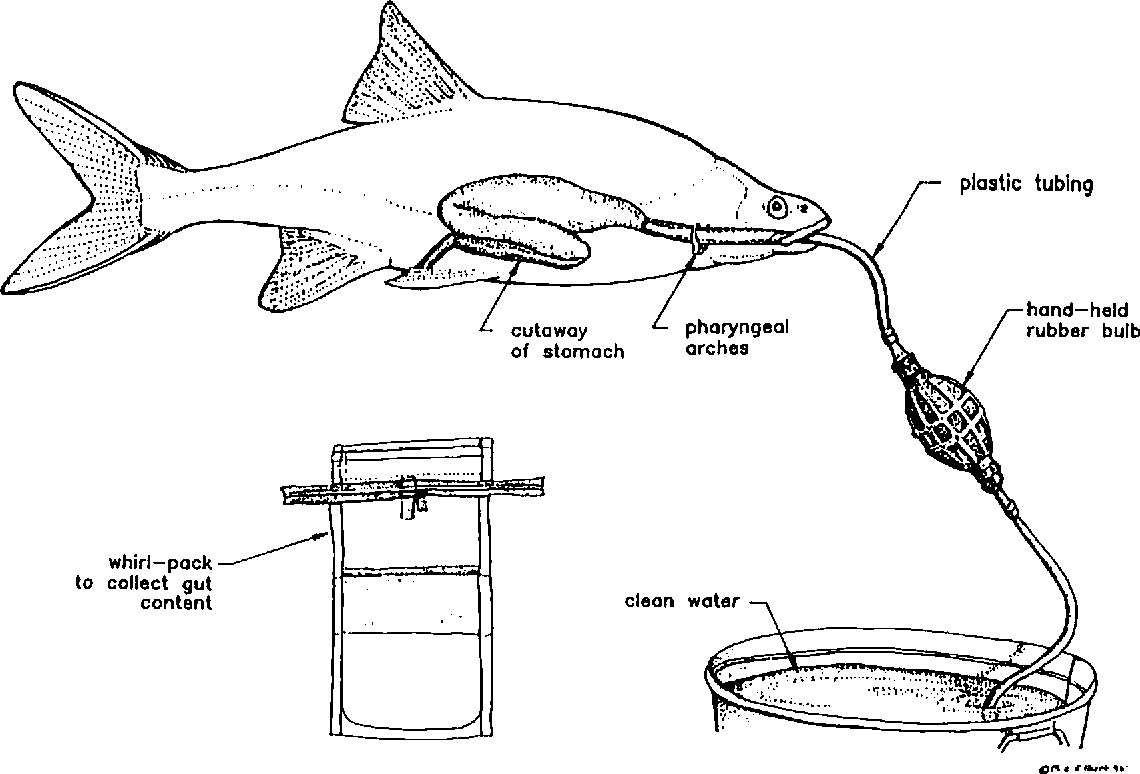 plastic tubing
hand-held
rubber bulb
cutaway
of stomach
pharyngeal
arches
whirl-pack
to collect gut
content
clean water